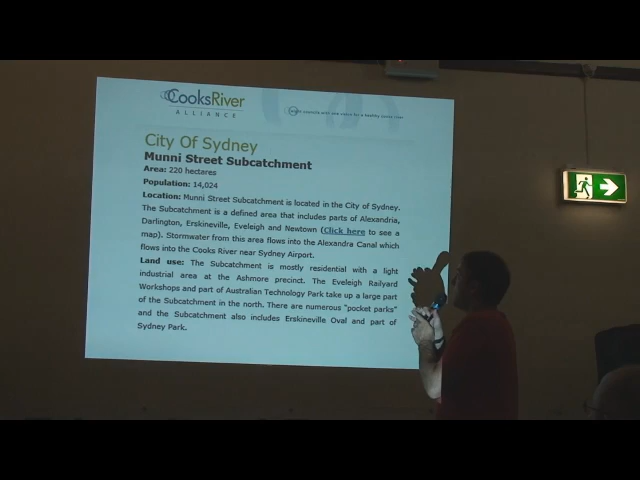 CooksRiver
ALLIANCE
City Of Sydney
Munni Street Subcatchment
Area: 220 hectares
Population: 14,024
Location: Munni Street Subcatchment is located in the City of Sydney.
The Subcatchment is a defined area that includes parts of Alexandria,
Darlington, Erskineville, Eveleigh and Newtown (Click here to see a
map). Stormwater from this area flows into the Alexandra Canal which
flows into the Cooks River near Sydney Airport.
Land use: The Subcatchment is mostly residential with a light
industrial area at the Ashmore precinct. The Eveleigh Railyard
Workshops and part of Australian Technology Park take up a large part
of the Subcatchment in the north. There are numerous "pocket parks"
and the Subcatchment also includes Erskineville Oval and part of
Sydney Park.